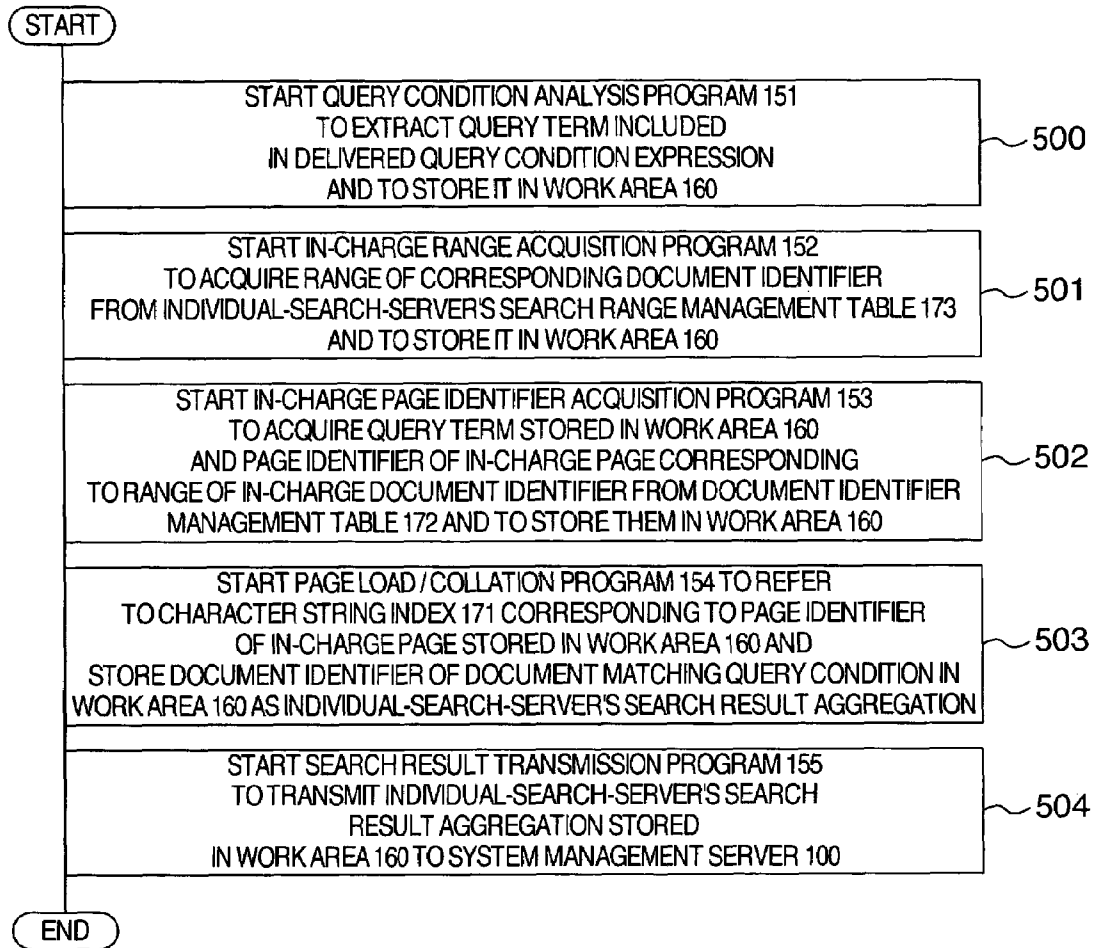 START
START QUERY CONDITION ANALYSIS PROGRAM 151
TO EXTRACT QUERY TERM INCLUDED
IN DELIVERED QUERY CONDITION EXPRESSION
AND TO STORE IT IN WORK AREA 160
500
START IN-CHARGE RANGE ACQUISITION PROGRAM 152
TO ACQUIRE RANGE OF CORRESPONDING DOCUMENT IDENTIFIER
FROM INDIVIDUAL-SEARCH-SERVER'S SEARCH RANGE MANAGEMENT TABLE 173
AND TO STORE IT IN WORK AREA 160
501
START IN-CHARGE PAGE IDENTIFIER ACQUISITION PROGRAM 153
TO ACQUIRE QUERY TERM STORED IN WORK AREA 160
AND PAGE IDENTIFIER OF IN-CHARGE PAGE CORRESPONDING
TO RANGE OF IN-CHARGE DOCUMENT IDENTIFIER FROM DOCUMENT IDENTIFIER
MANAGEMENT TABLE 172 AND TO STORE THEM IN WORK AREA 160
502
START PAGE LOAD / COLLATION PROGRAM 154 TO REFER
TO CHARACTER STRING INDEX 171 CORRESPONDING TO PAGE IDENTIFIER
OF IN-CHARGE PAGE STORED IN WORK AREA 160 AND
STORE DOCUMENT IDENTIFIER OF DOCUMENT MATCHING QUERY CONDITION IN
WORK AREA 160 AS INDIVIDUAL-SEARCH-SERVER'S SEARCH RESULT AGGREGATION
503
START SEARCH RESULT TRANSMISSION PROGRAM 155
TO TRANSMIT INDIVIDUAL-SEARCH-SERVER'S SEARCH
RESULT AGGREGATION STORED
IN WORK AREA 160 TO SYSTEM MANAGEMENT SERVER 100
504
END